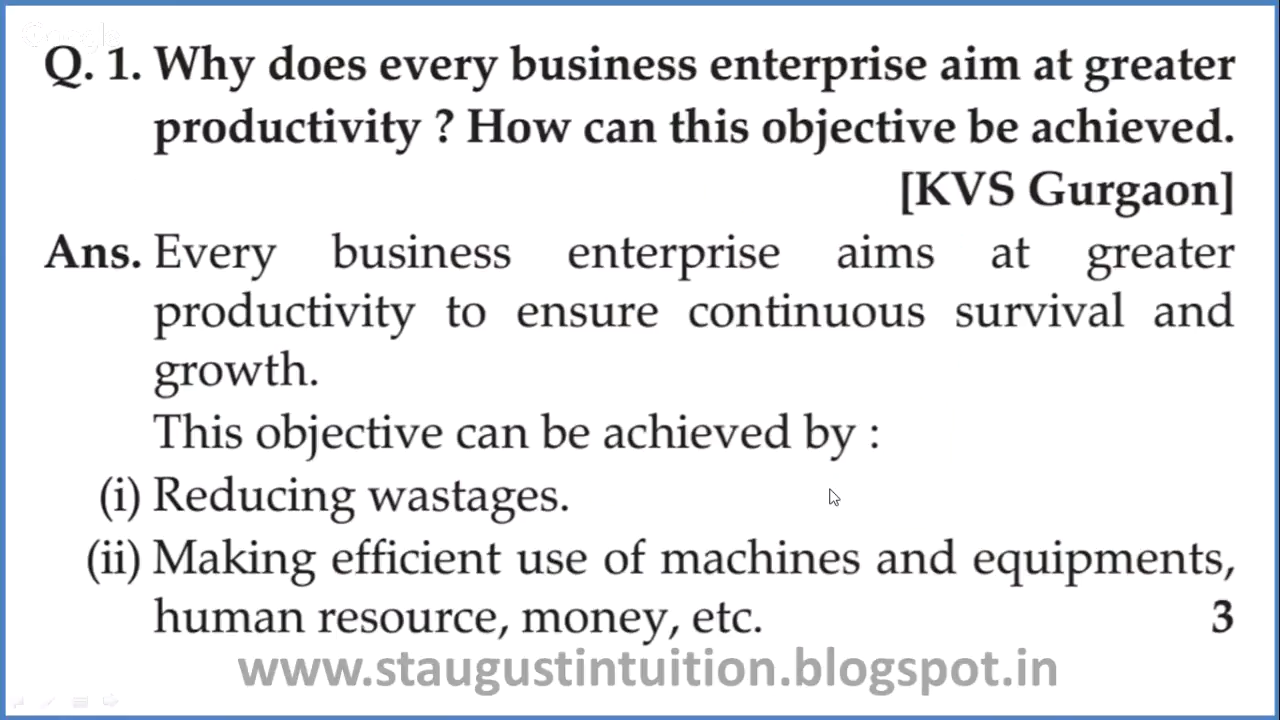 Google
Q. 1. Why does every business enterprise aim at greater
productivity ? How can this objective be achieved.
[KVS Gurgaon]
Ans. Every business enterprise aims at greater
productivity to ensure continuous survival and
growth.
This objective can be achieved by :
(i) Reducing wastages.
(ii) Making efficient use of machines and equipments,
human resource, money, etc. 3
www.staugustintuition.blogspot.in